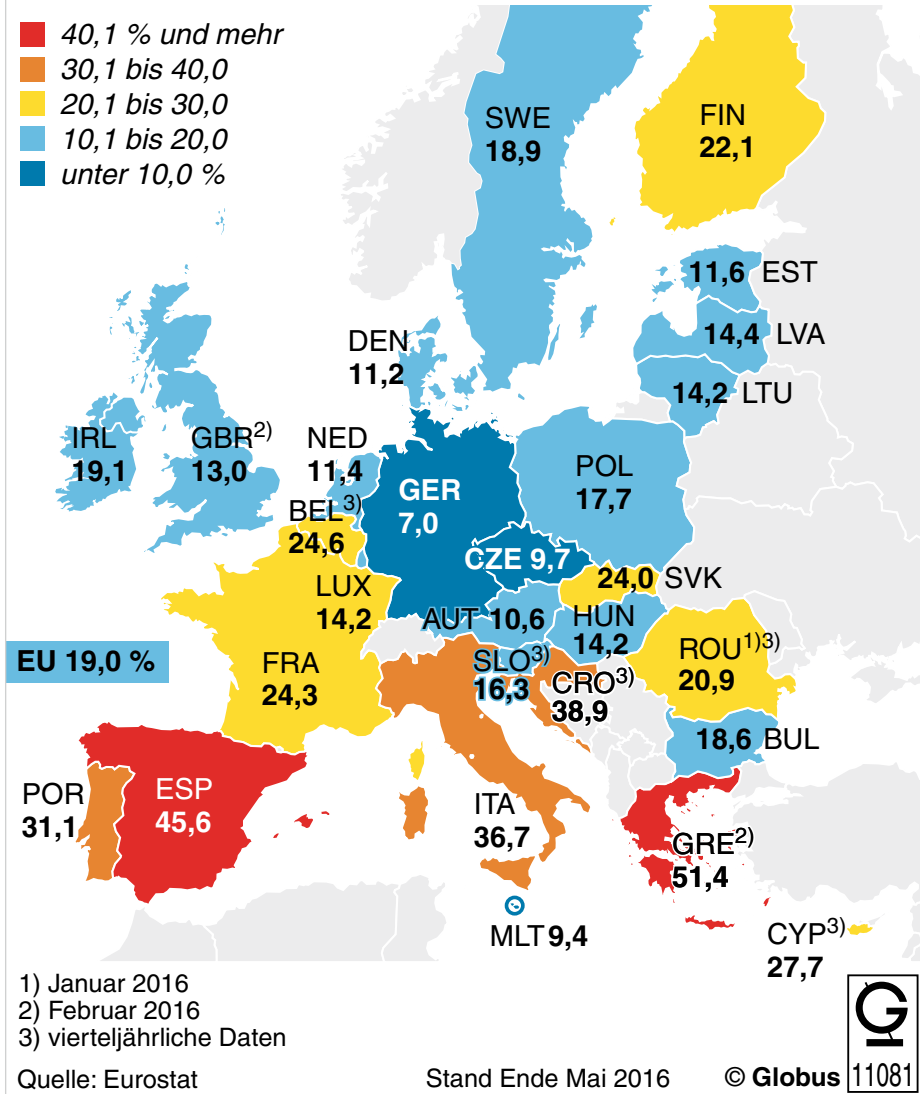 40,1 % und mehr
30,1 bis 40,0
20,1 bis 30,0
10,1 bis 20,0
unter 10,0 %
SWE
18,9
FIN
22,1
11,6 EST
14,4 LVA
14,2 LTU
DEN
11,2
IRL
19,1
GBR2)
13,0
NED
11,4
BEL3)
24,6
GER
7,0
POL
17,7
CZE 9,7
LUX
14,2
24,0 SVK
AUT 10,6
HUN
14,2
EU 19,0 %
FRA
24,3
SLO3)
16,3
CRO3)
38,9
ROU1)3)
20,9
18,6 BUL
POR
31,1
ESP
45,6
ITA
36,7
GRE2)
51,4
MLT 9,4
CYP3)
27,7
1) Januar 2016
2) Februar 2016
3) vierteljährliche Daten
Quelle: Eurostat
Stand Ende Mai 2016
© Globus
G
11081